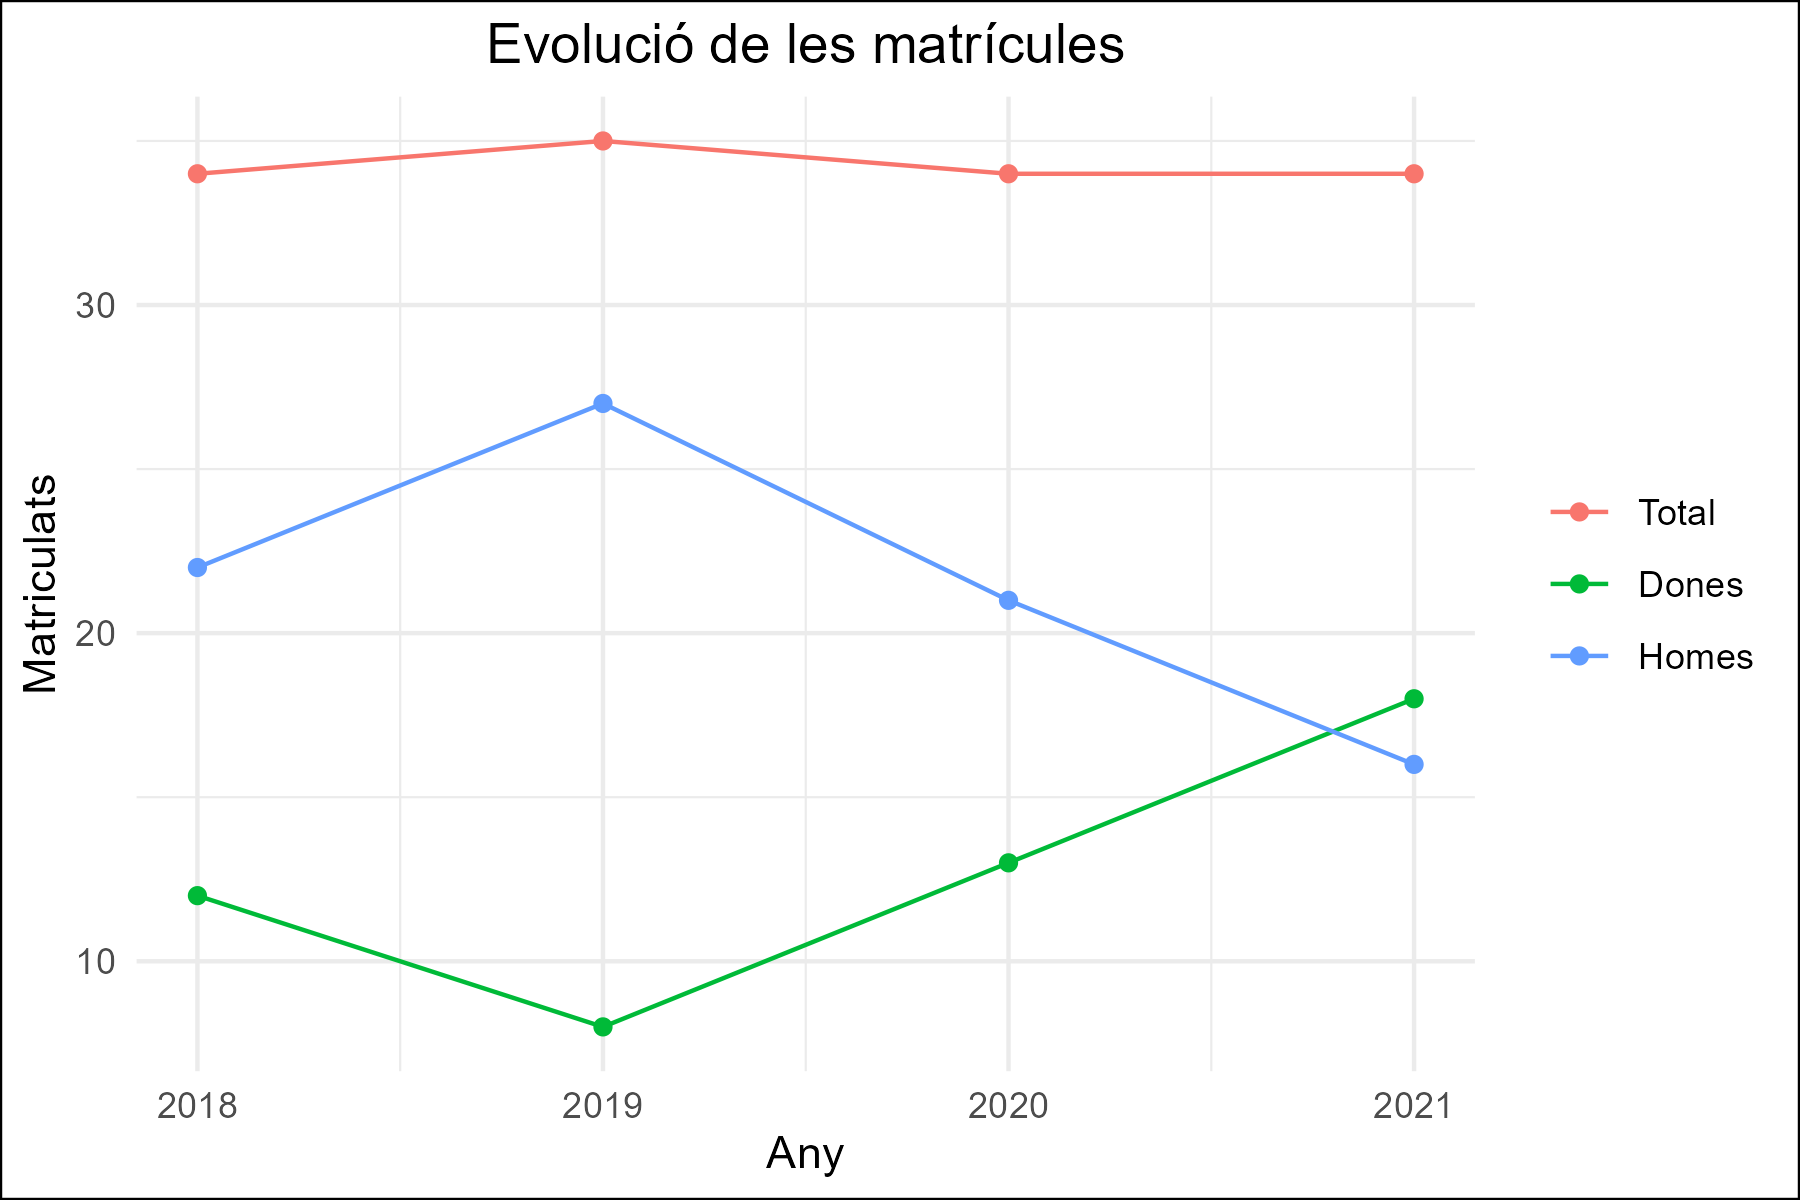 Evolució de les matrícules
Matriculats
30
20
10
2018
2019
2020
2021
Any
Total
Dones
Homes